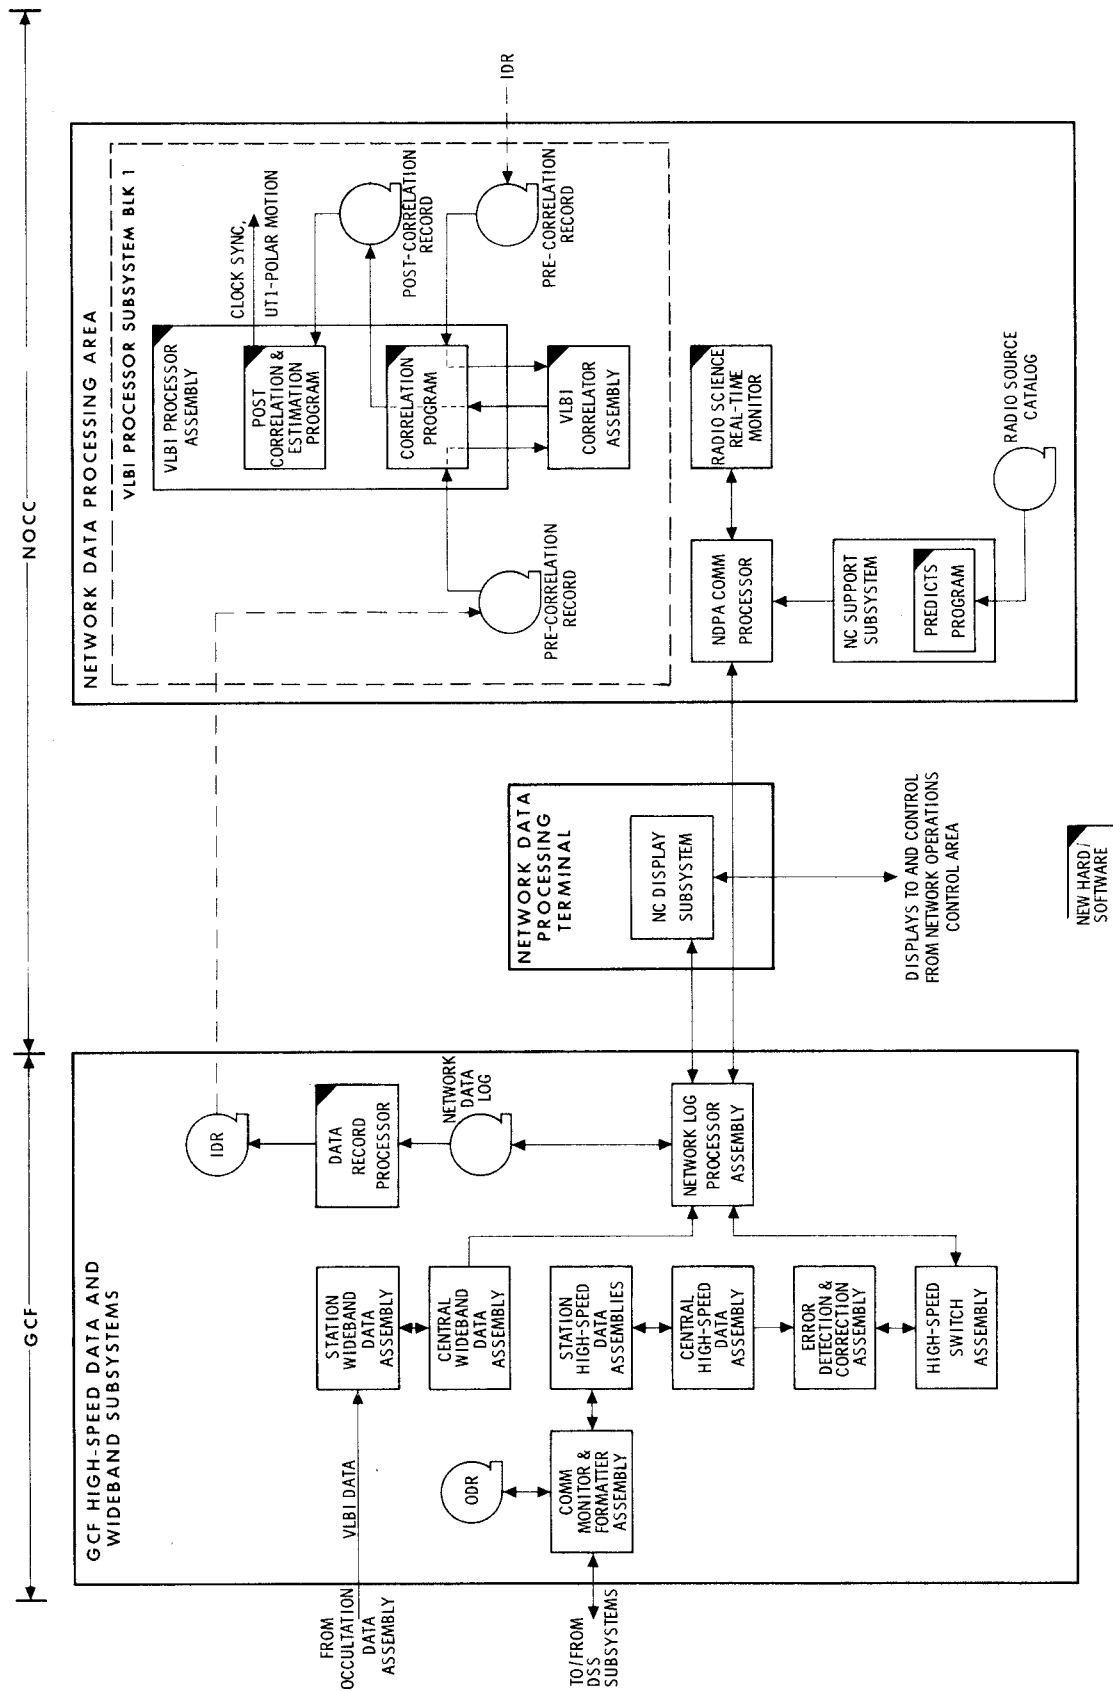 GCF
NOCC
GCF HIGH-SPEED DATA AND
WIDEBAND SUBSYSTEMS
FROM
OCCULTATION
DATA
ASSEMBLY
VLBI DATA
TO/FROM
DSS
SUBSYSTEMS
ODR
COMM
MONITOR &
FORMATTER
ASSEMBLY
STATION
WIDEBAND
DATA
ASSEMBLY
CENTRAL
WIDEBAND
DATA
ASSEMBLY
STATION
HIGH-SPEED
DATA
ASSEMBLIES
CENTRAL
HIGH-SPEED
DATA
ASSEMBLY
ERROR
DETECTION &
CORRECTION
ASSEMBLY
HIGH-SPEED
SWITCH
ASSEMBLY
IDR
DATA
RECORD
PROCESSOR
NETWORK
DATA
LOG
NETWORK LOG
PROCESSOR
ASSEMBLY
NETWORK DATA
PROCESSING
TERMINAL
NC DISPLAY
SUBSYSTEM
DISPLAYS TO AND CONTROL
FROM NETWORK OPERATIONS
CONTROL AREA
NEW HARD/
SOFTWARE
NETWORK DATA PROCESSING AREA
VLBI PROCESSOR SUBSYSTEM BLK 1
VLBI PROCESSOR
ASSEMBLY
POST
CORRELATION &
ESTIMATION
PROGRAM
CLOCK SYNC,
UT1-POLAR MOTION
CORRELATION
PROGRAM
POST-CORRELATION
RECORD
PRE-CORRELATION
RECORD
VLBI
CORRELATOR
ASSEMBLY
PRE-CORRELATION
RECORD
IDR
NDPA COMM
PROCESSOR
RADIO SCIENCE
REAL-TIME
MONITOR
NC SUPPORT
SUBSYSTEM
PREDICTS
PROGRAM
RADIO SOURCE
CATALOG